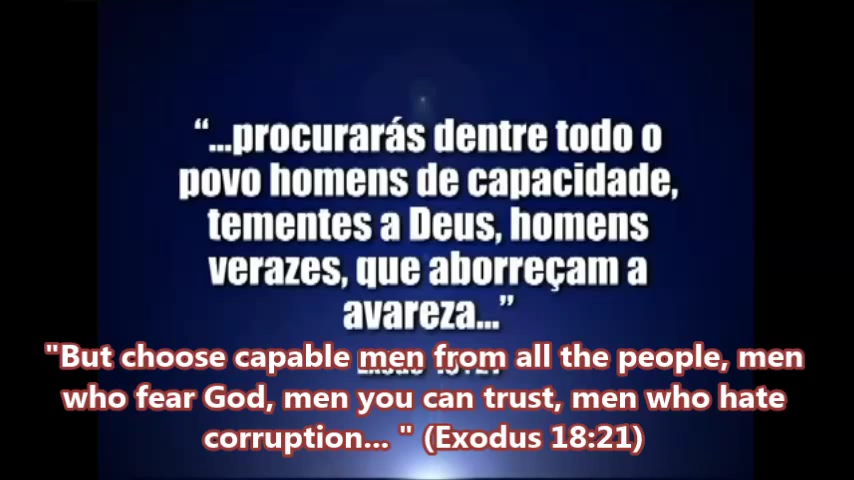 “...procurarás dentre todo o
povo homens de capacidade,
tementes a Deus, homens
verazes, que aborreçam a
avareza...”
"But choose capable men from all the people, men
who fear God, men you can trust, men who hate
corruption... " (Exodus 18:21)